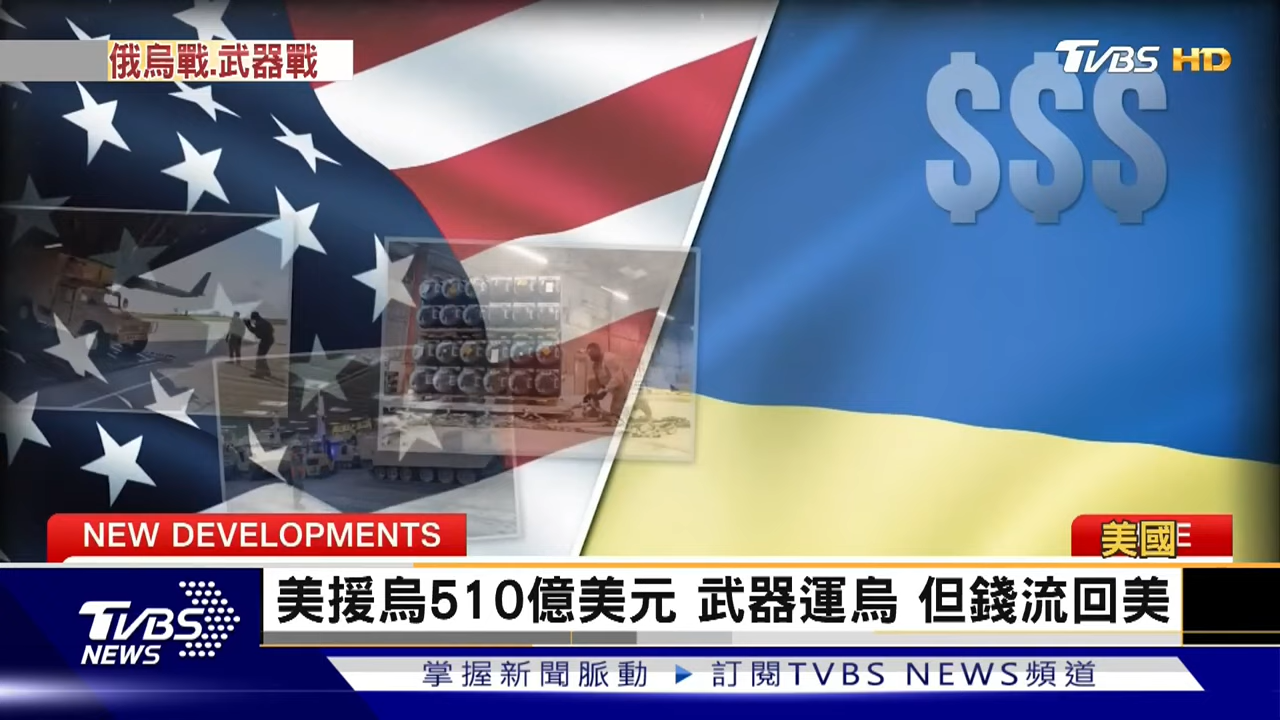 俄烏戰.武器戰
TVBS HD
$$$
NEW DEVELOPMENTS
美國
美援烏510億美元 武器運烏 但錢流回美
TVBS
NEWS
掌握新聞脈動 ▶ 訂閱TVBS NEWS頻道